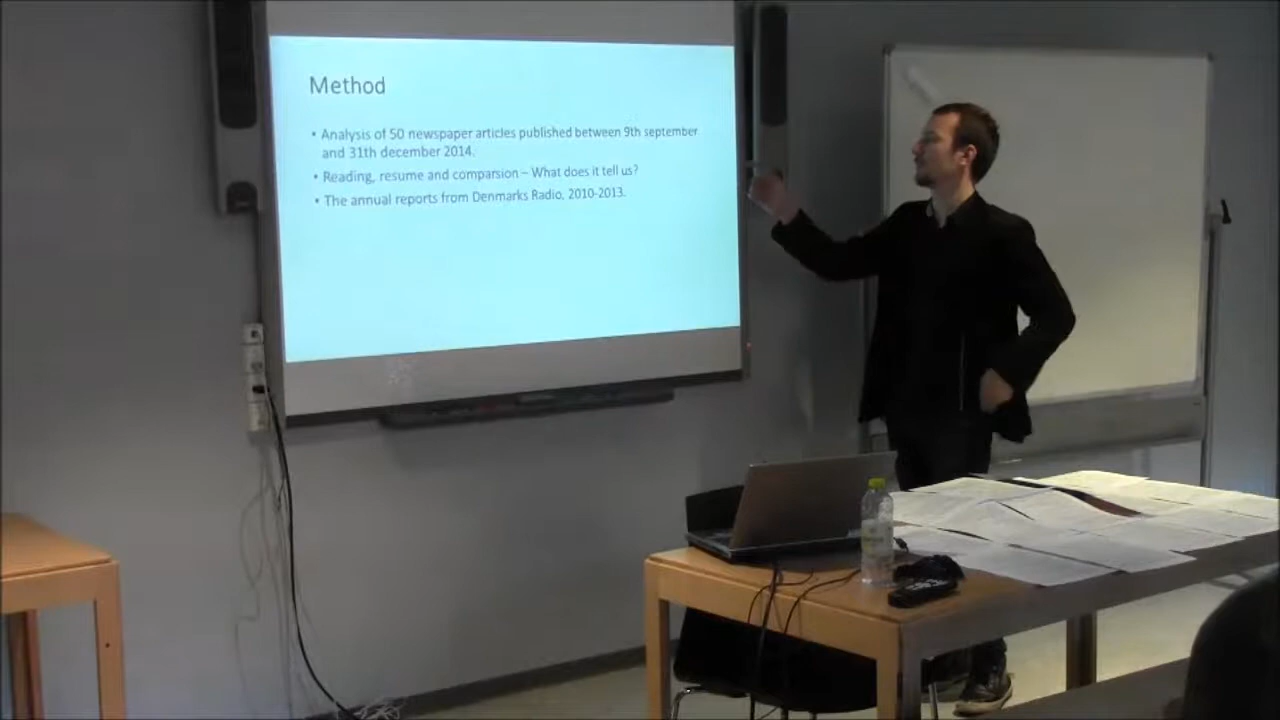 Method
• Analysis of 50 newspaper articles published between 9th september
and 31th december 2014.
• Reading, resume and comparsion – What does it tell us?
• The annual reports from Denmarks Radio, 2010-2013.